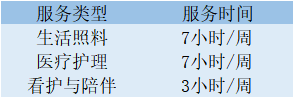 服务类型 服务时间
生活照料 7小时/周
医疗护理 7小时/周
看护与陪伴 3小时/周